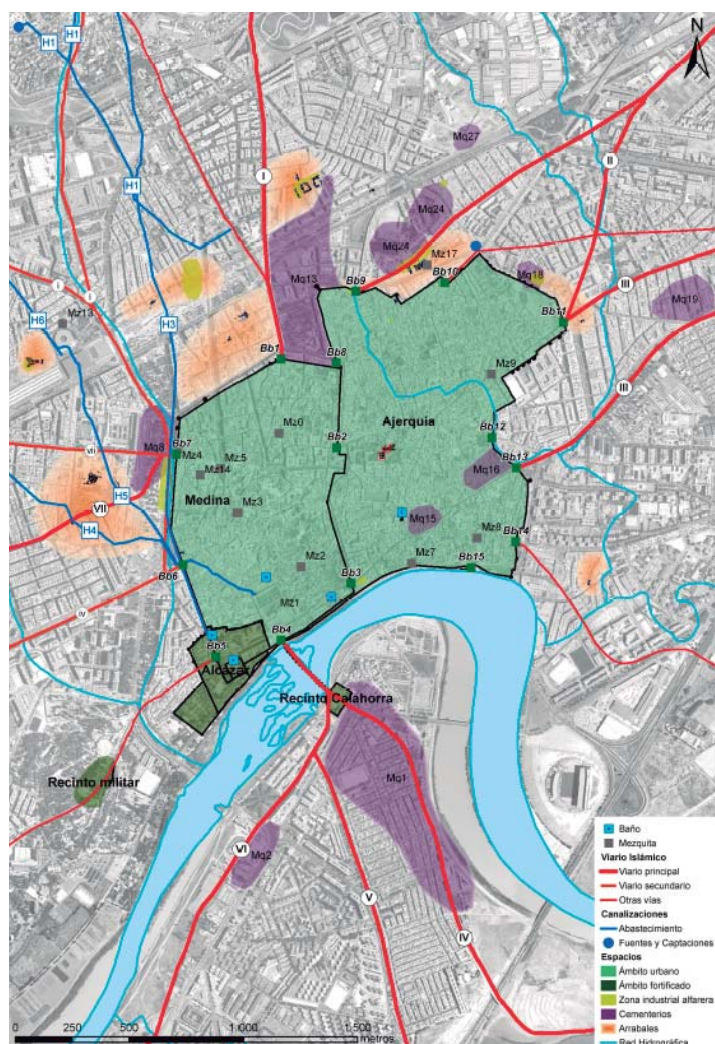 N
H1
H1
H1
Mq27
II
I
Mq24
Mq24
Mz17
Bb10
Mq18
Mq13
Bb9
III
Mq19
i
i
H6
H3
Mz13
Bb11
Bb1
Bb8
III
Mz9
Ajerquia
Mz0
Bb2
Bb12
Mq8
Bb7
vii
Mz4
Mz5
Mz14
Bb13
Mq16
H5
Medina
Mz3
VII
Mq15
H4
Mz8
Bb14
Bb6
Mz2
Mz7
Bb15
Bb3
Mz1
IV
Bb4
Bb5
Alcázar
Recinto Calahorra
Recinto militar
Mq1
VI
Mq2
V
IV
Baño
Mezquita
Viario Islámico
Viario principal
Viario secundario
Otras vías
Canalizaciones
Abastecimiento
Fuentes y Captaciones
Espacios
Ámbito urbano
Ámbito fortificado
Zona industrial alfarera
Cementerios
Arrabales
Red Hidrográfica
0 250 500 1.000 1.500
metros